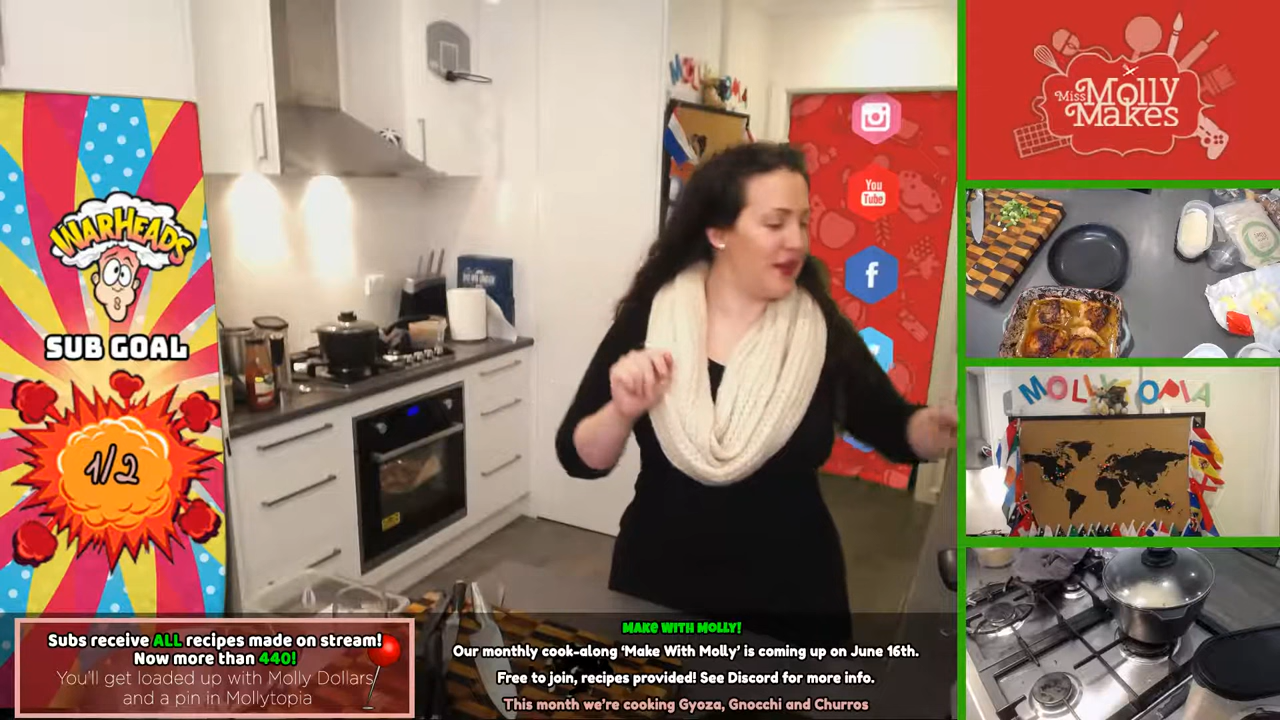 WARHEADS
SUB GOAL
1/2
Subs receive ALL recipes made on stream!
Now more than 440!
You'll get loaded up with Molly Dollars
and a pin in Mollytopia
MAKE WITH MOLLY!
Our monthly cook-along 'Make With Molly' is coming up on June 16th.
Free to join, recipes provided! See Discord for more info.
This month we're cooking Gyoza, Gnocchi and Churros
You
Tube
f
Miss
Molly
Makes
MOLLYTOPIA